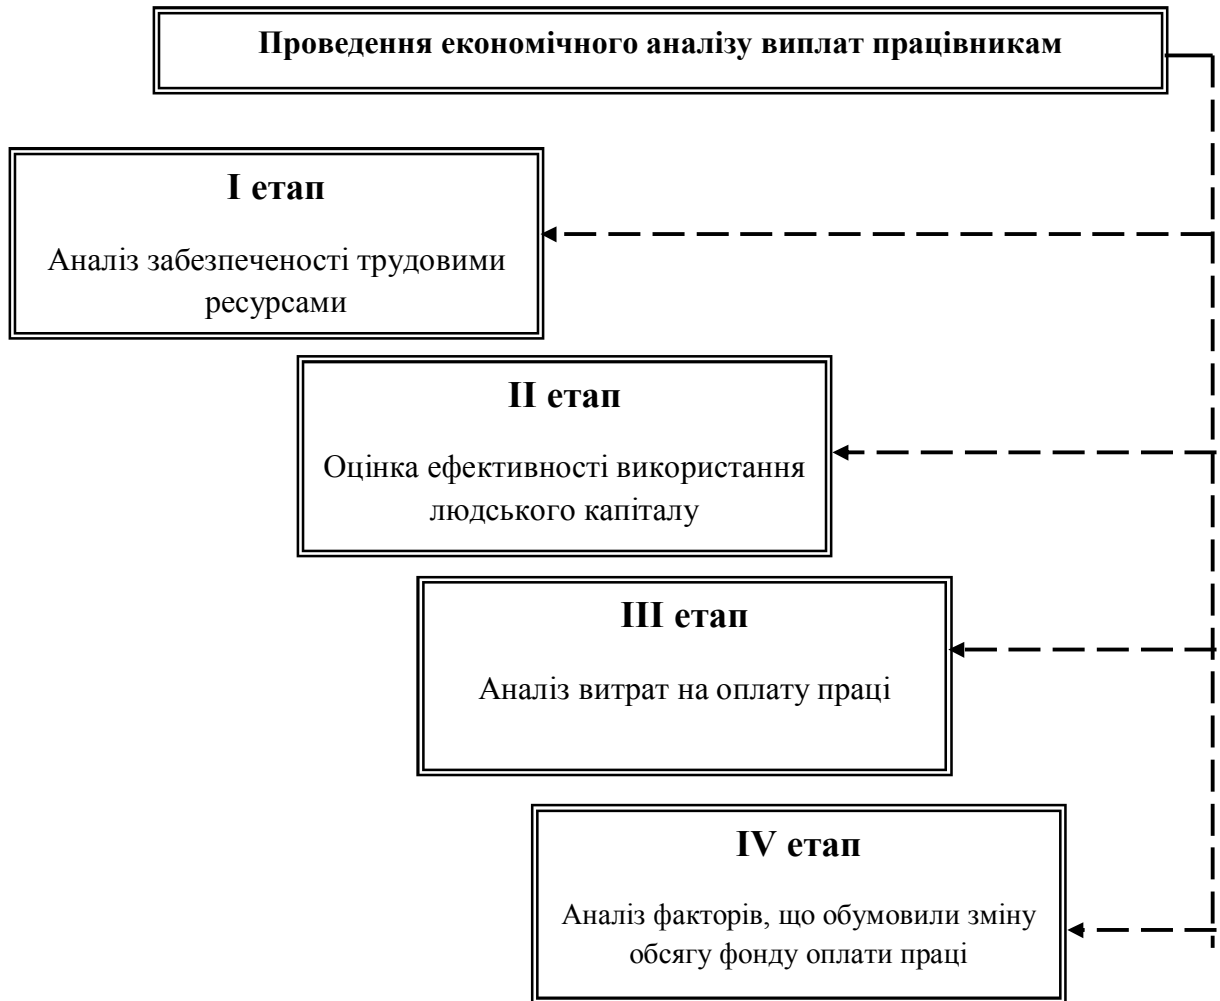 Проведення економічного аналізу виплат працівникам
I етап
Аналіз забезпеченості трудовими
ресурсами
II етап
Оцінка ефективності використання
людського капіталу
III етап
Аналіз витрат на оплату праці
IV етап
Аналіз факторів, що обумовили зміну
обсягу фонду оплати праці